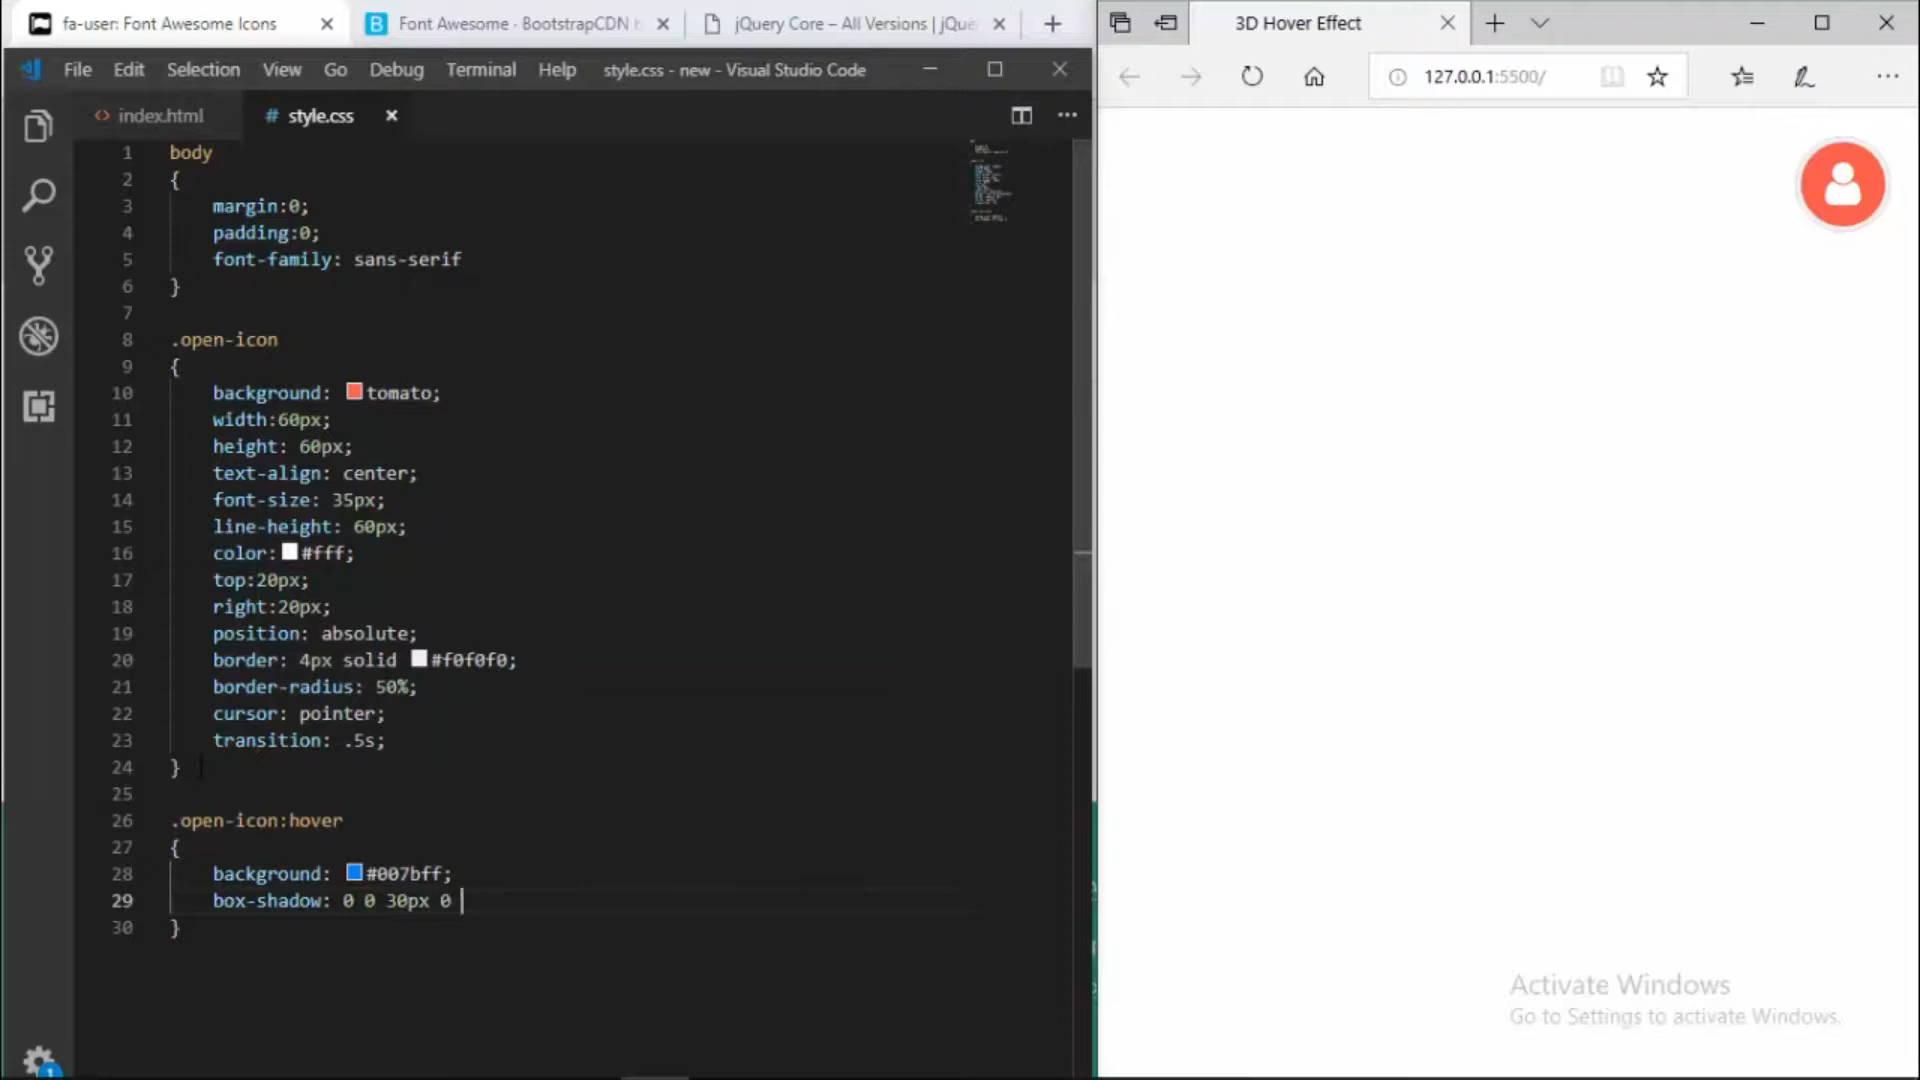 fa-user: Font Awesome Icons
Font Awesome · BootstrapCDN b
jQuery Core – All Versions | jQue
3D Hover Effect
File Edit Selection View Go Debug Terminal Help style.css - new - Visual Studio Code
127.0.0.1:5500/
index.html
# style.css
1 body
2 {
3 margin:0;
4 padding:0;
5 font-family: sans-serif
6 }
7
8 .open-icon
9 {
10 background: tomato;
11 width:60px;
12 height: 60px;
13 text-align: center;
14 font-size: 35px;
15 line-height: 60px;
16 color: #fff;
17 top:20px;
18 right:20px;
19 position: absolute;
20 border: 4px solid #f0f0f0;
21 border-radius: 50%;
22 cursor: pointer;
23 transition: .5s;
24 }
25
26 .open-icon:hover
27 {
28 background: #007bff;
29 box-shadow: 0 0 30px 0
30 }
1
Activate Windows
Go to Settings to activate Windows.